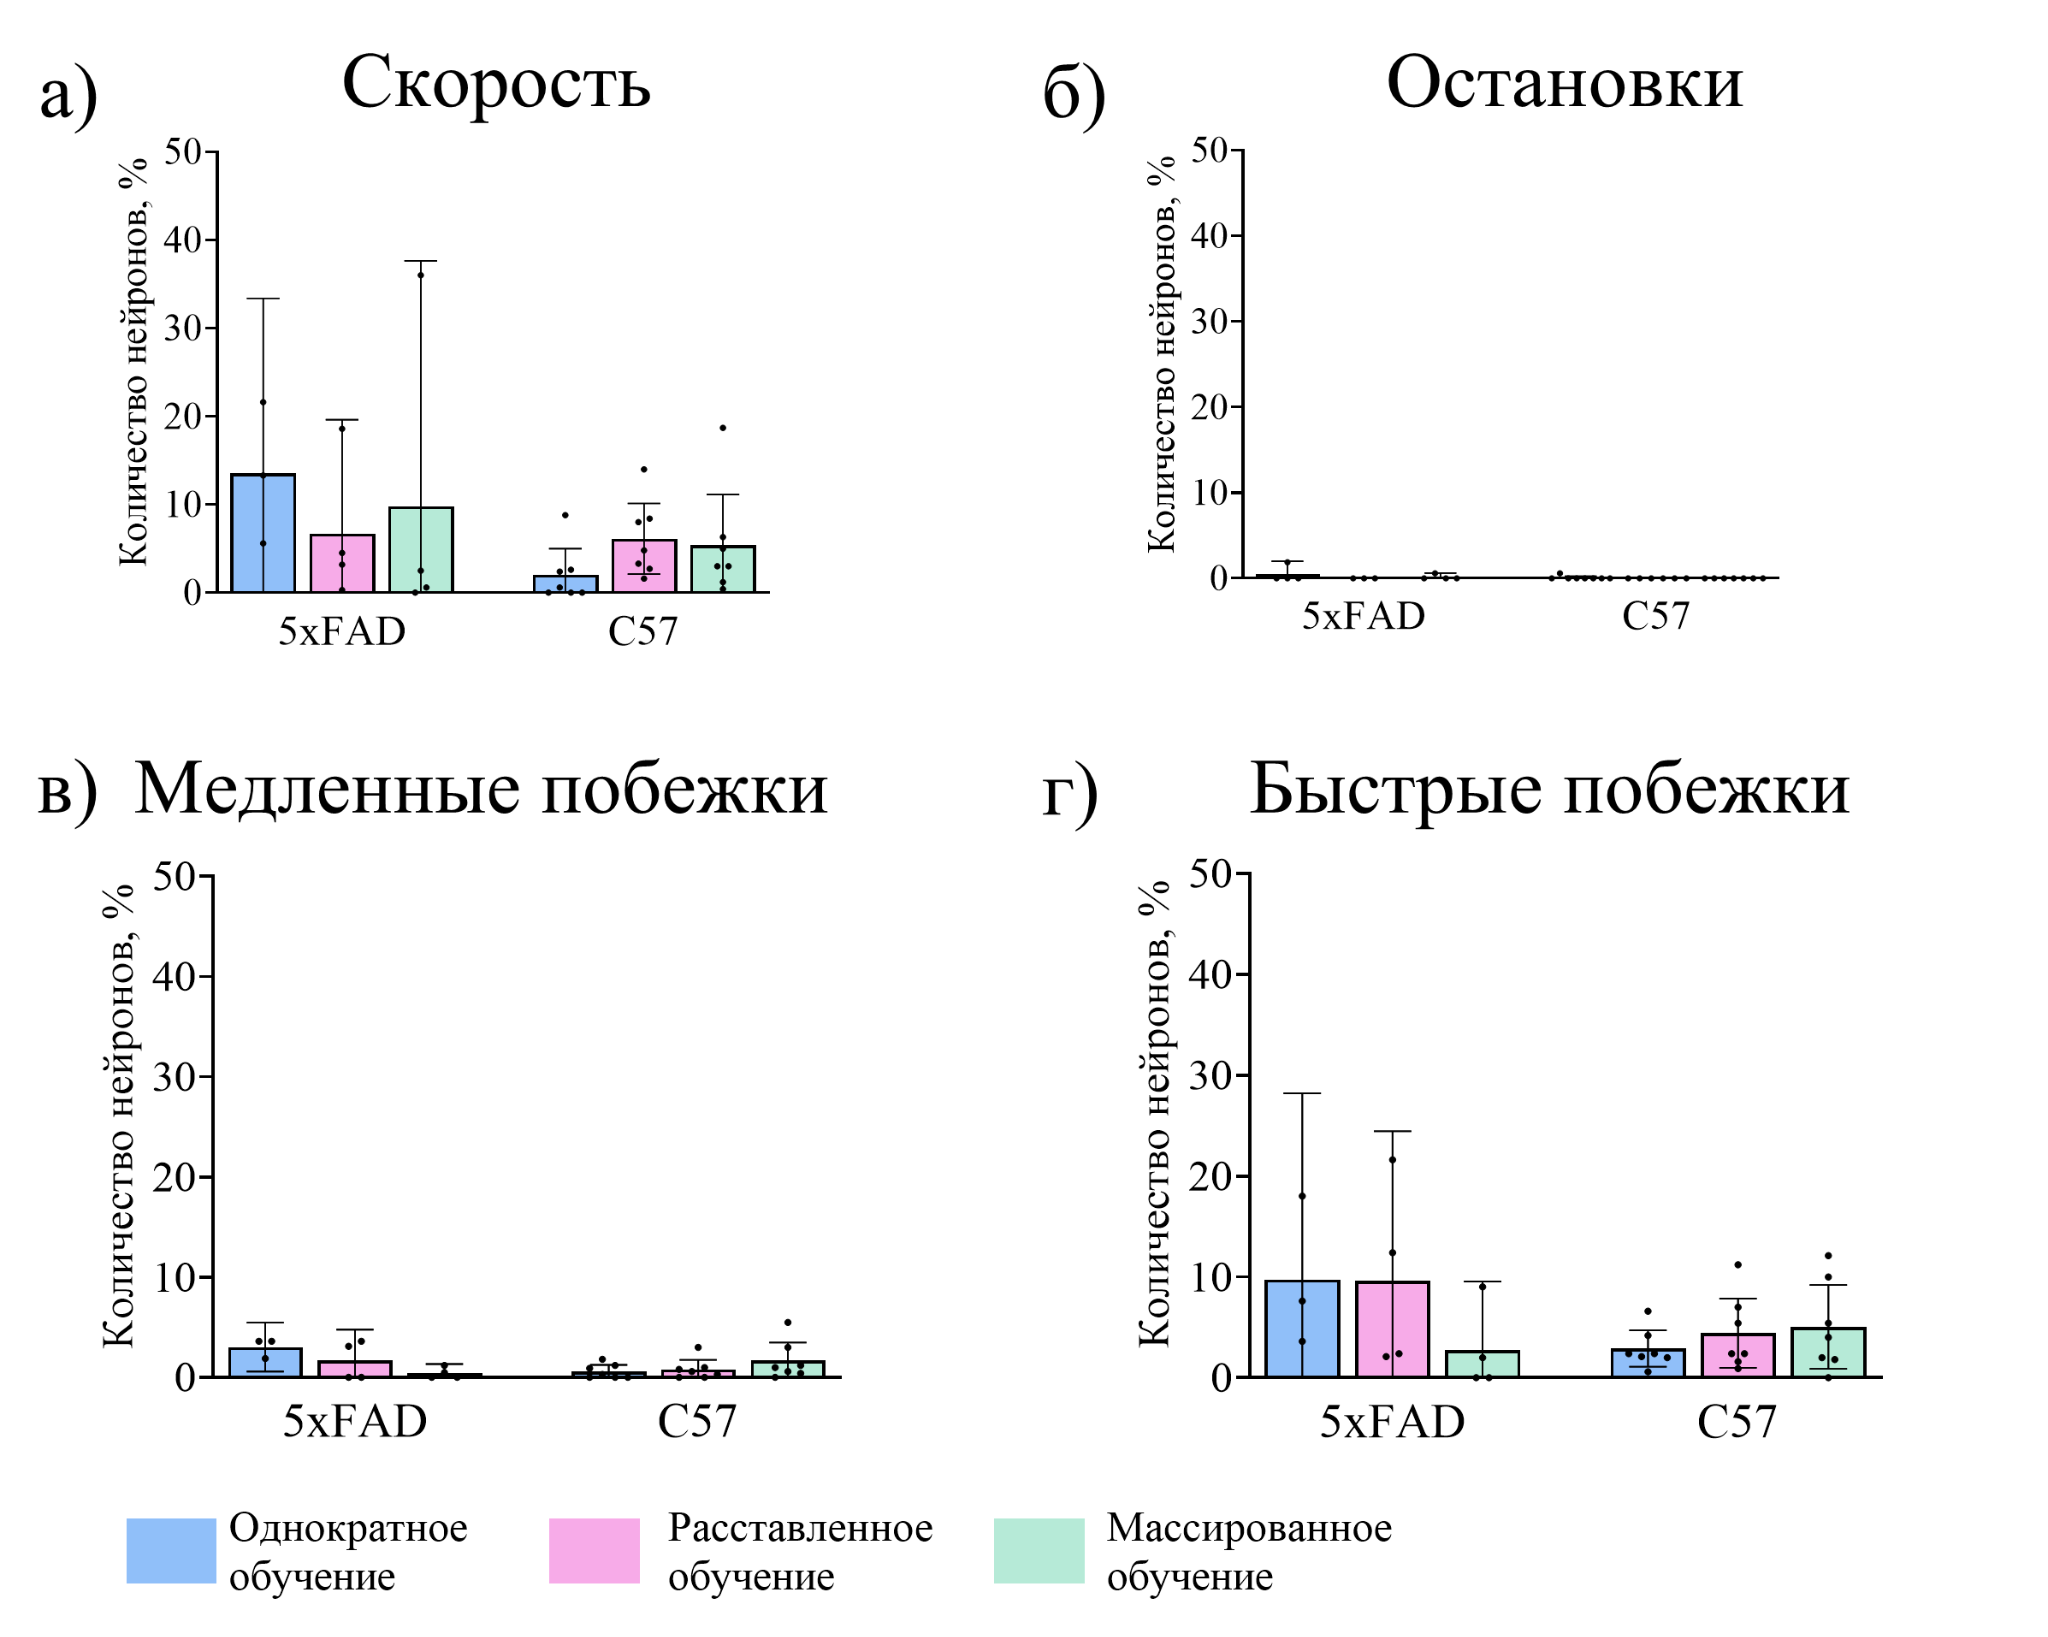 а) Скорость
Количество нейронов, %
50
40
30
20
10
0
5xFAD
C57
б) Остановки
Количество нейронов, %
50
40
30
20
10
0
5xFAD
C57
в) Медленные побежки
Количество нейронов, %
50
40
30
20
10
0
5xFAD
C57
г) Быстрые побежки
Количество нейронов, %
50
40
30
20
10
0
5xFAD
C57
Однократное
обучение
Расставленное
обучение
Массированное
обучение